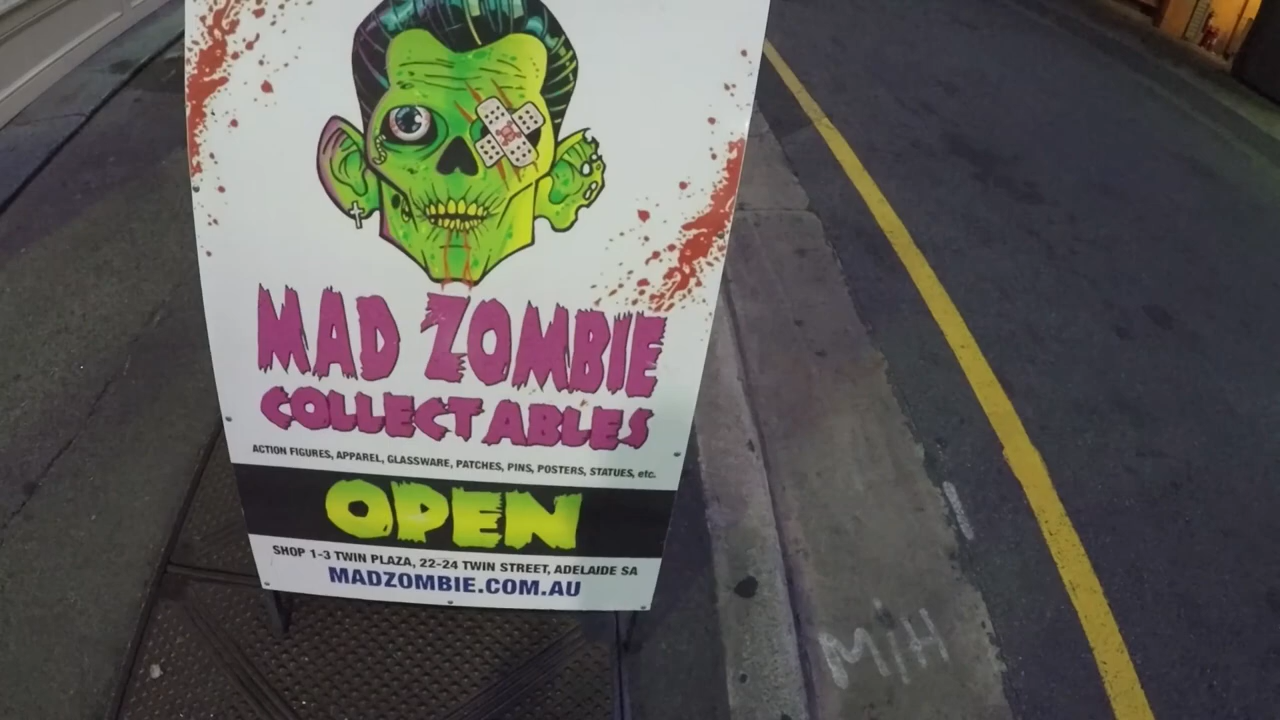 MAD ZOMBIE
COLLECTABLES
ACTION FIGURES, APPAREL, GLASSWARE, PATCHES, PINS, POSTERS, STATUES, etc.
OPEN
SHOP 1-3 TWIN PLAZA, 22-24 TWIN STREET, ADELAIDE SA
MADZOMBIE.COM.AU
M/H